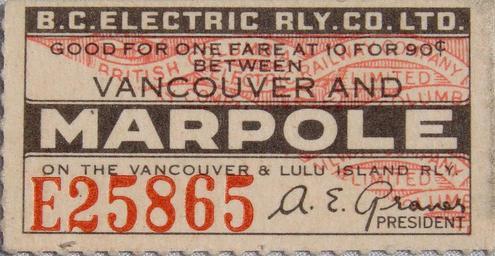 B.C. ELECTRIC RLY. CO. LTD.
GOOD FOR ONE FARE AT 10 FOR 90¢
BETWEEN
VANCOUVER AND
MARPOLE
ON THE VANCOUVER & LULU ISLAND RLY.
E25865 A. E. Grauer
PRESIDENT